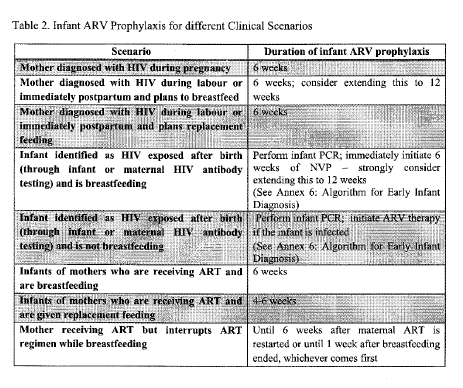 Table 2. Infant ARV Prophylaxis for different Clinical Scenarios
Scenario
Duration of infant ARV prophylaxis
Mother diagnosed with HIV during pregnancy
6 weeks
Mother diagnosed with HIV during labour or
immediately postpartum and plans to breastfeed
6 weeks; consider extending this to 12
weeks
Mother diagnosed with HIV during labour or
immediately postpartum and plans replacement
feeding
6 weeks
Infant identified as HIV exposed after birth
(through infant or maternal HIV antibody
testing) and is breastfeeding
Perform infant PCR; immediately initiate 6
weeks of NVP – strongly consider
extending this to 12 weeks
(See Annex 6: Algorithm for Early Infant
Diagnosis)
Infant identified as HIV exposed after birth
(through infant or maternal HIV antibody
testing) and is not breastfeeding
Perform infant PCR; initiate ARV therapy
if the infant is infected
(See Annex 6: Algorithm for Early Infant
Diagnosis)
Infants of mothers who are receiving ART and
are breastfeeding
6 weeks
Infants of mothers who are receiving ART and
are given replacement feeding
4-6 weeks
Mother receiving ART but interrupts ART
regimen while breastfeeding
Until 6 weeks after maternal ART is
restarted or until 1 week after breastfeeding
ended, whichever comes first